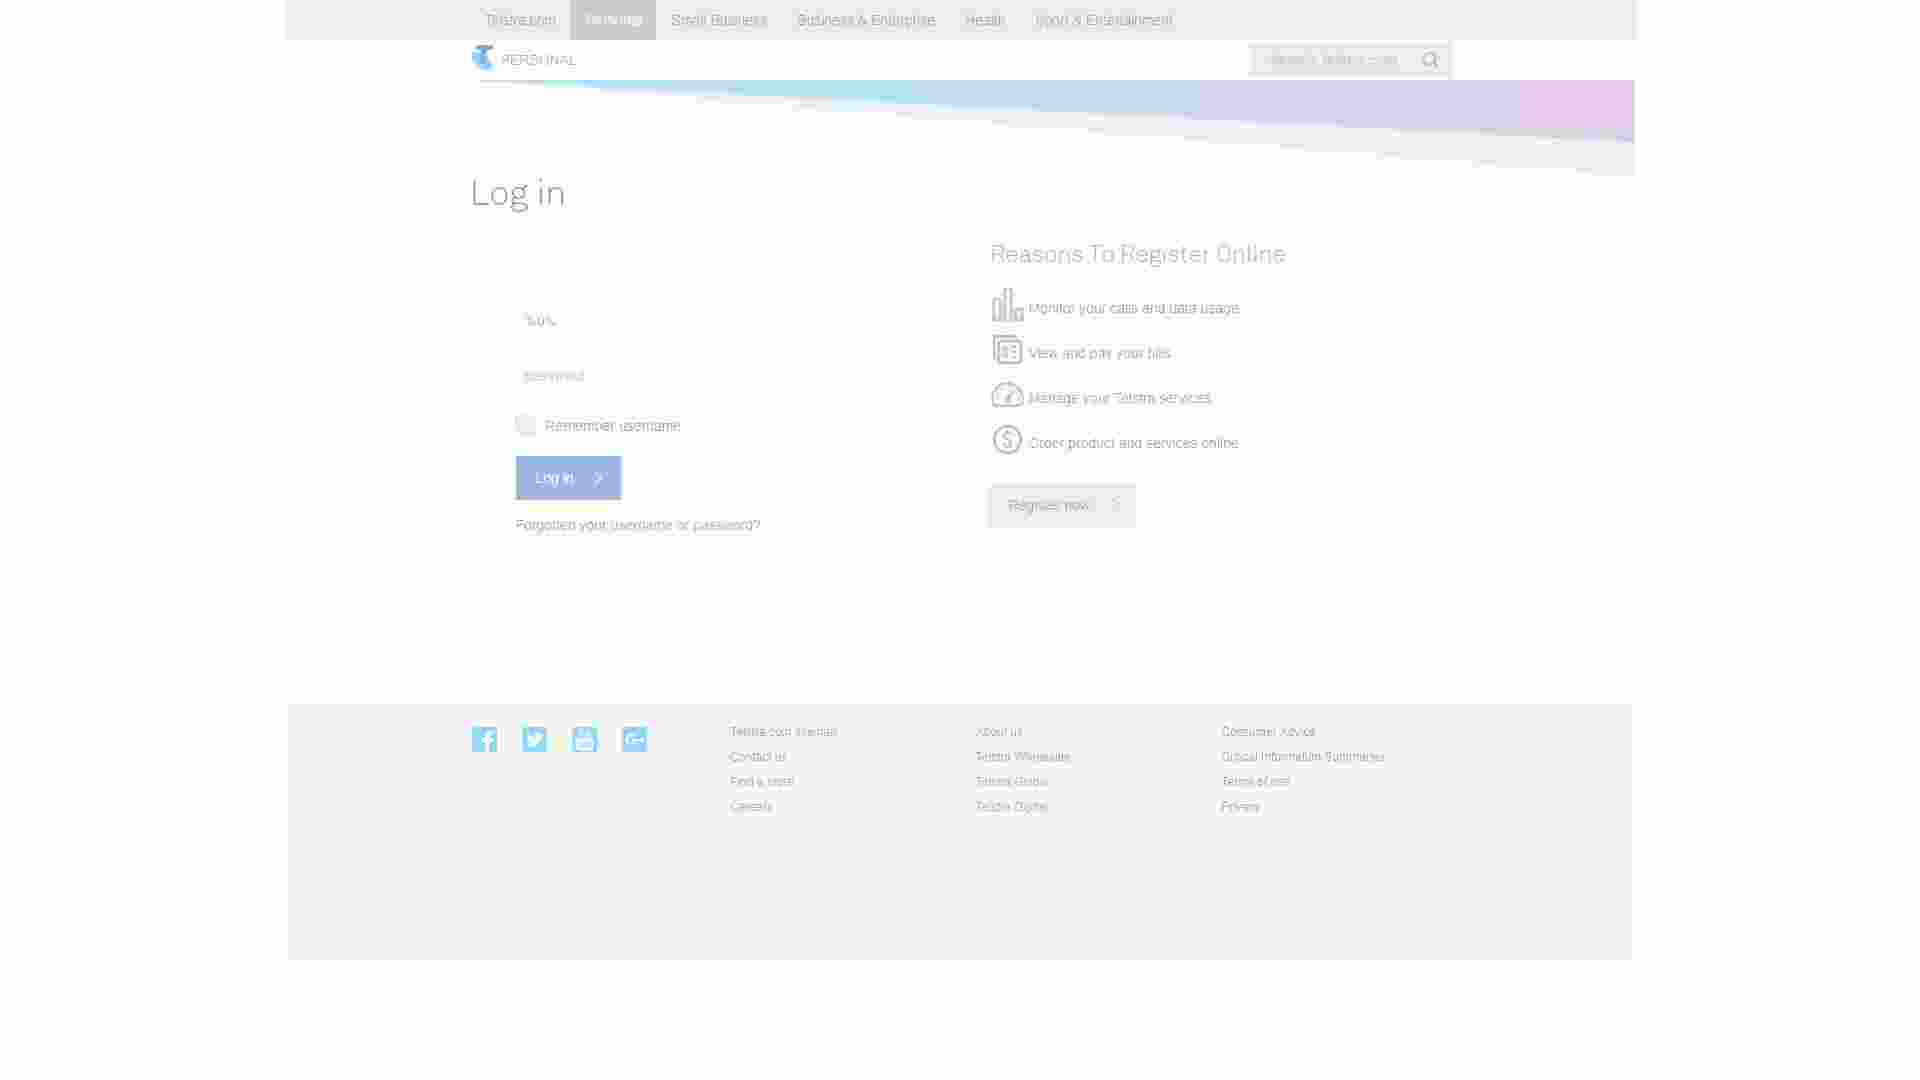 Telstra.com Personal Small Business Business & Enterprise Health Sport & Entertainment
PERSONAL
Log in
Reasons To Register Online
%0%
Monitor your calls and data usage
View and pay your bills
password
Manage your Telstra services
Remember username
Order product and services online
Log in
Register now
Forgotten your username or password?
Telstra.com sitemap About us Consumer Advice
Contact us Telstra Wholesale Critical Information Summaries
Find a store Telstra Global Terms of use
Careers Telstra Digital Privacy